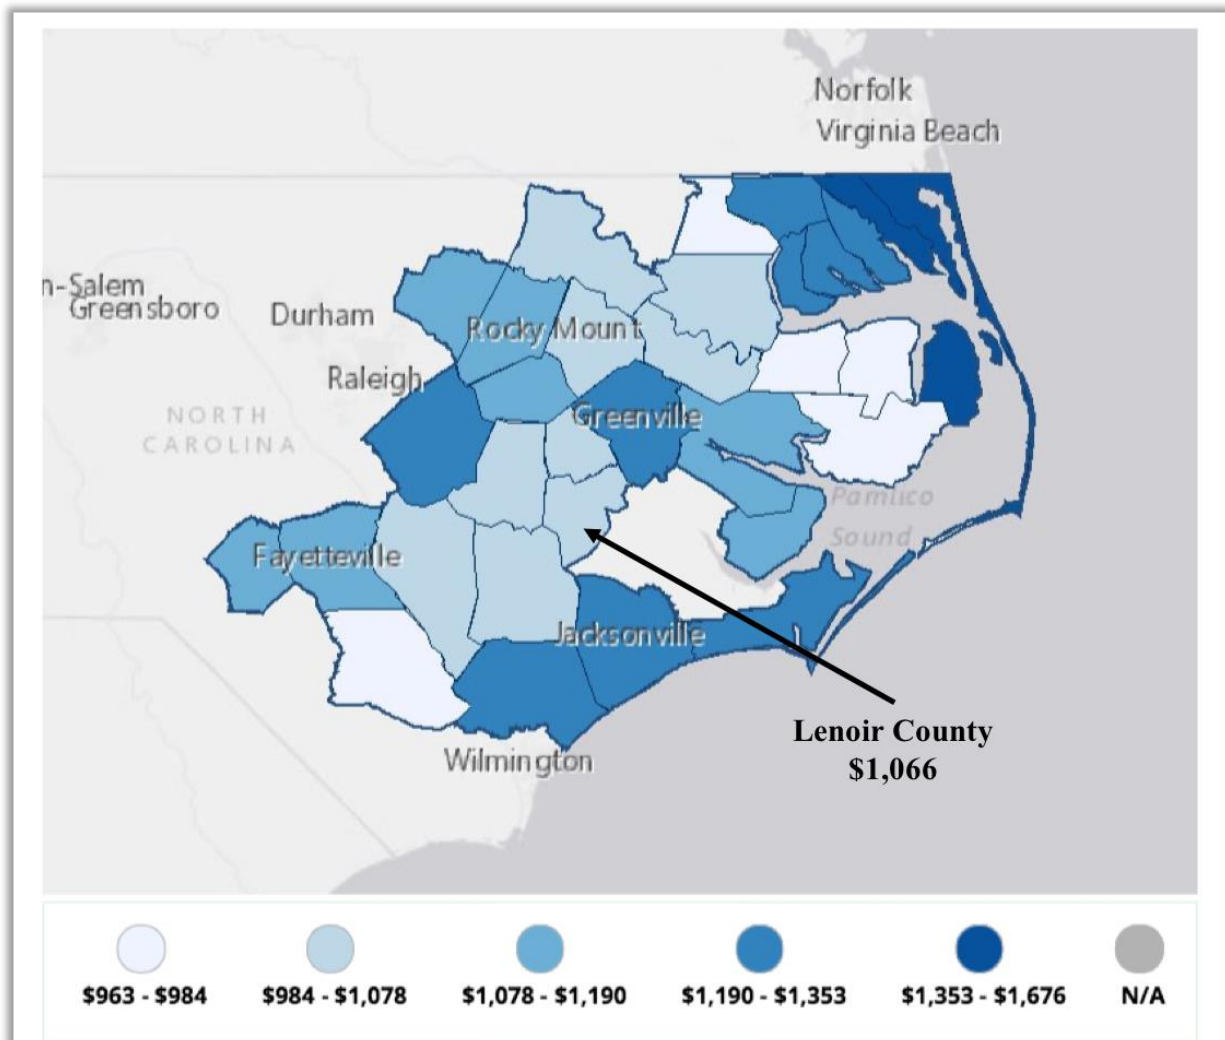 Norfolk
Virginia Beach
n-Salem
Greensboro
Durham
Rocky Mount
Raleigh
NORTH
CAROLINA
Greenville
Pamlico
Sound
Fayetteville
Jacksonville
Lenoir County
$1,066
Wilmington
$963 - $984
$984 - $1,078
$1,078 - $1,190
$1,190 - $1,353
$1,353 - $1,676
N/A